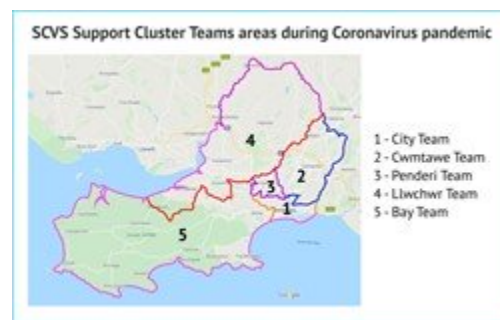 SCVS Support Cluster Teams areas during Coronavirus pandemic
4
2
3
1
5
1 - City Team
2 - Cwmtawe Team
3 - Penderi Team
4 - Llwchwr Team
5 - Bay Team